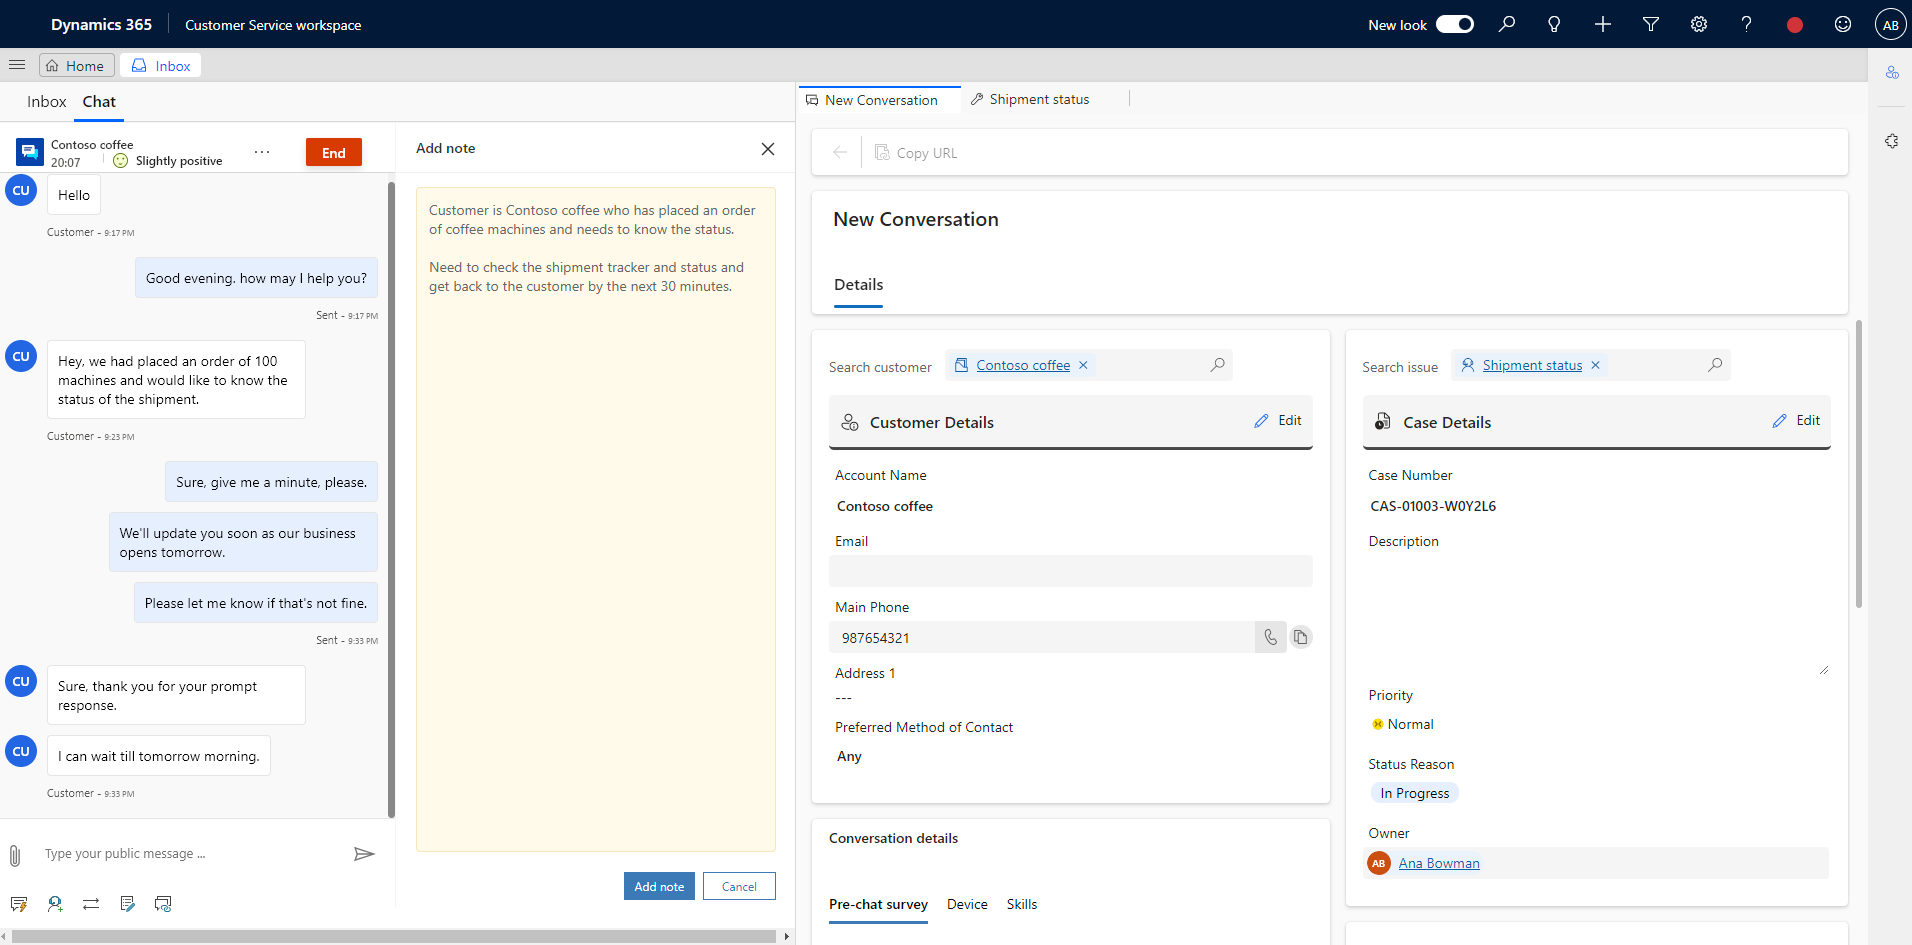 Dynamics 365
Customer Service workspace
New look
AB
Home
Inbox
Inbox
Chat
Contoso coffee
20:07
Slightly positive
...
End
CU
Hello
Customer - 9:17 PM
Good evening. how may I help you?
Sent - 9:17 PM
CU
Hey, we had placed an order of 100
machines and would like to know the
status of the shipment.
Customer - 9:23 PM
Sure, give me a minute, please.
We'll update you soon as our business
opens tomorrow.
Please let me know if that's not fine.
Sent - 9:33 PM
CU
Sure, thank you for your prompt
response.
CU
I can wait till tomorrow morning.
Customer - 9:33 PM
Type your public message ...
Add note
Customer is Contoso coffee who has placed an order
of coffee machines and needs to know the status.
Need to check the shipment tracker and status and
get back to the customer by the next 30 minutes.
Add note
Cancel
New Conversation
Shipment status
Copy URL
New Conversation
Details
Search customer
Contoso coffee
Customer Details
Edit
Account Name
Contoso coffee
Email
Main Phone
987654321
Address 1
---
Preferred Method of Contact
Any
Conversation details
Pre-chat survey
Device
Skills
Search issue
Shipment status
Case Details
Edit
Case Number
CAS-01003-W0Y2L6
Description
Priority
Normal
Status Reason
In Progress
Owner
AB
Ana Bowman